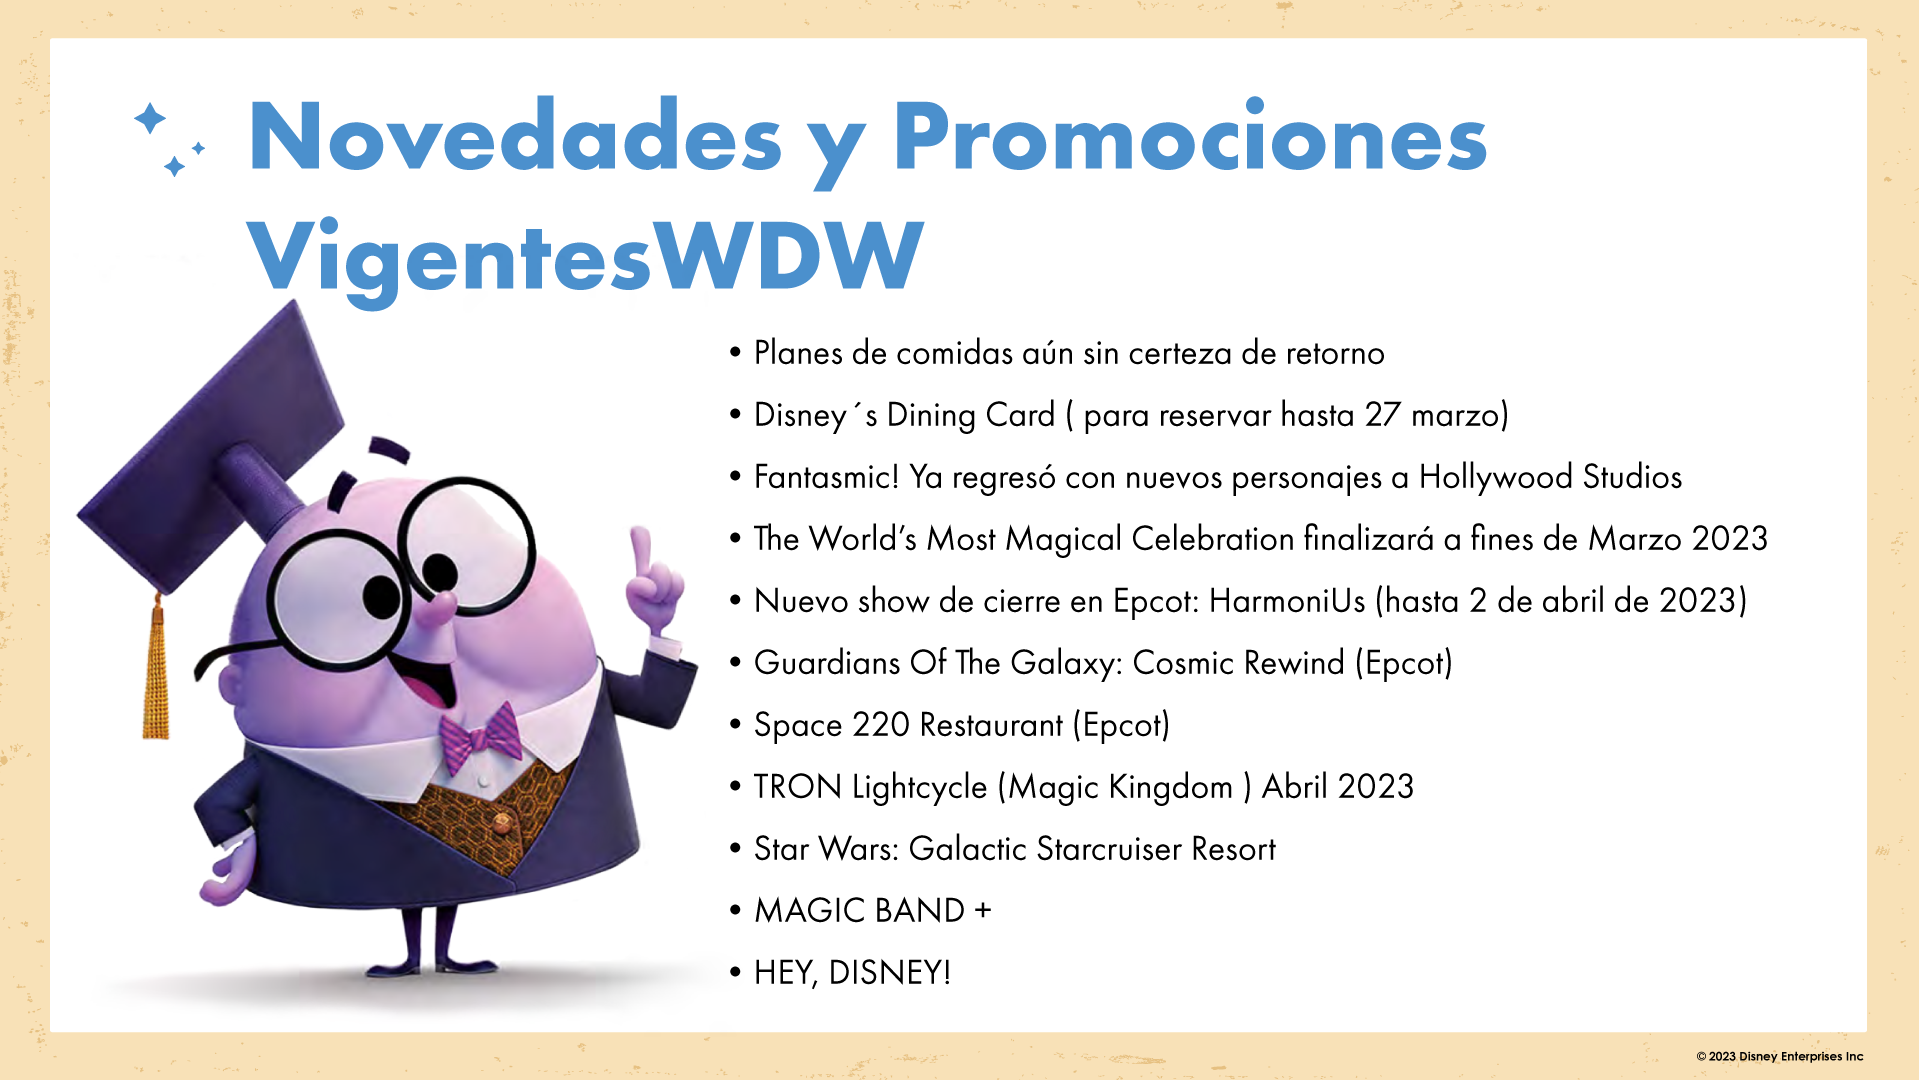 Novedades y Promociones
VigentesWDW
• Planes de comidas aún sin certeza de retorno
• Disney´s Dining Card ( para reservar hasta 27 marzo)
• Fantasmic! Ya regresó con nuevos personajes a Hollywood Studios
• The World’s Most Magical Celebration finalizará a fines de Marzo 2023
• Nuevo show de cierre en Epcot: HarmoniUs (hasta 2 de abril de 2023)
• Guardians Of The Galaxy: Cosmic Rewind (Epcot)
• Space 220 Restaurant (Epcot)
• TRON Lightcycle (Magic Kingdom ) Abril 2023
• Star Wars: Galactic Starcruiser Resort
• MAGIC BAND +
• HEY, DISNEY!
© 2023 Disney Enterprises Inc